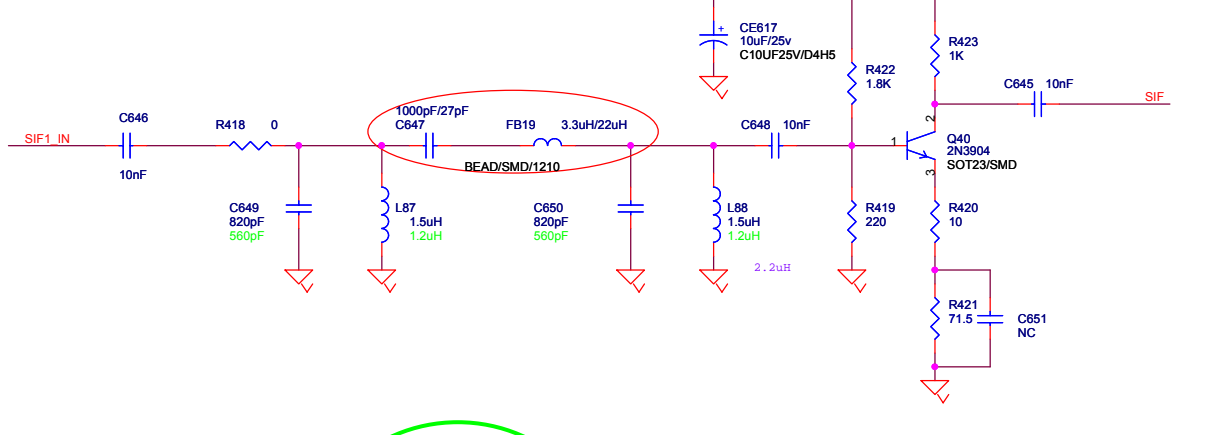 CE617
+
10uF/25v
C10UF25V/D4H5
R423
1K
R422
1.8K
C645
10nF
SIF
1000pF/27pF
C646
R418
0
C647
FB19
3.3uH/22uH
C648
10nF
2
SIF1_IN
1
Q40
2N3904
SOT23/SMD
BEAD/SMD/1210
10nF
3
C649
820pF
560pF
L87
1.5uH
1.2uH
C650
820pF
560pF
L88
1.5uH
1.2uH
R419
220
R420
10
2.2uH
R421
71.5
C651
NC